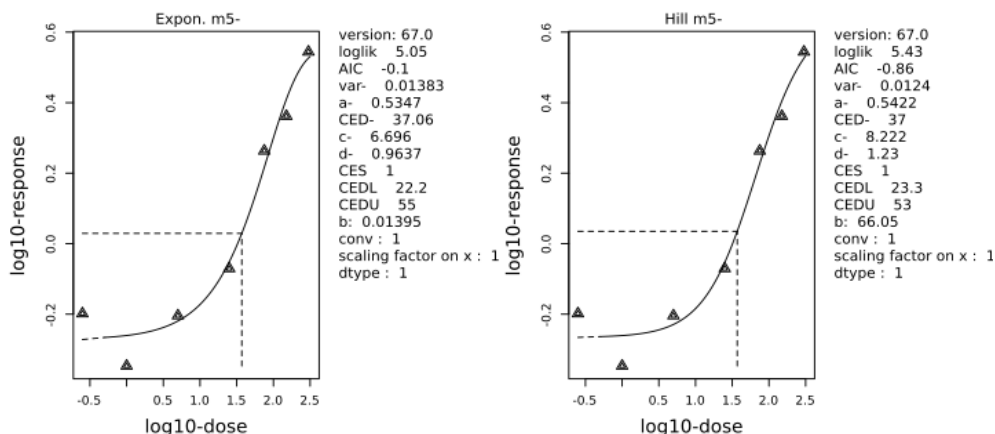 Expon. m5-
version: 67.0
loglik 5.05
AIC -0.1
var- 0.01383
a- 0.5347
CED- 37.06
c- 6.696
d- 0.9637
CES 1
CEDL 22.2
CEDU 55
b: 0.01395
conv : 1
scaling factor on x : 1
dtype : 1
log10-response
0.6
0.4
0.2
0.0
-0.2
-0.5 0.0 0.5 1.0 1.5 2.0 2.5
log10-dose
Hill m5-
version: 67.0
loglik 5.43
AIC -0.86
var- 0.0124
a- 0.5422
CED- 37
c- 8.222
d- 1.23
CES 1
CEDL 23.3
CEDU 53
b: 66.05
conv : 1
scaling factor on x : 1
dtype : 1
log10-response
0.6
0.4
0.2
0.0
-0.2
-0.5 0.0 0.5 1.0 1.5 2.0 2.5
log10-dose